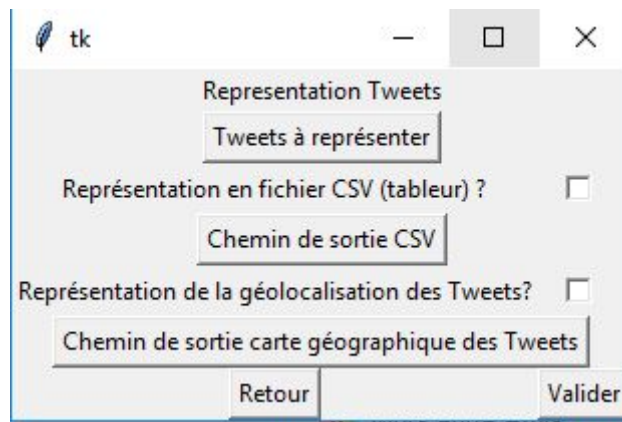 tk
Representation Tweets
Tweets à représenter
Représentation en fichier CSV (tableur) ?
Chemin de sortie CSV
Représentation de la géolocalisation des Tweets?
Chemin de sortie carte géographique des Tweets
Retour Valider